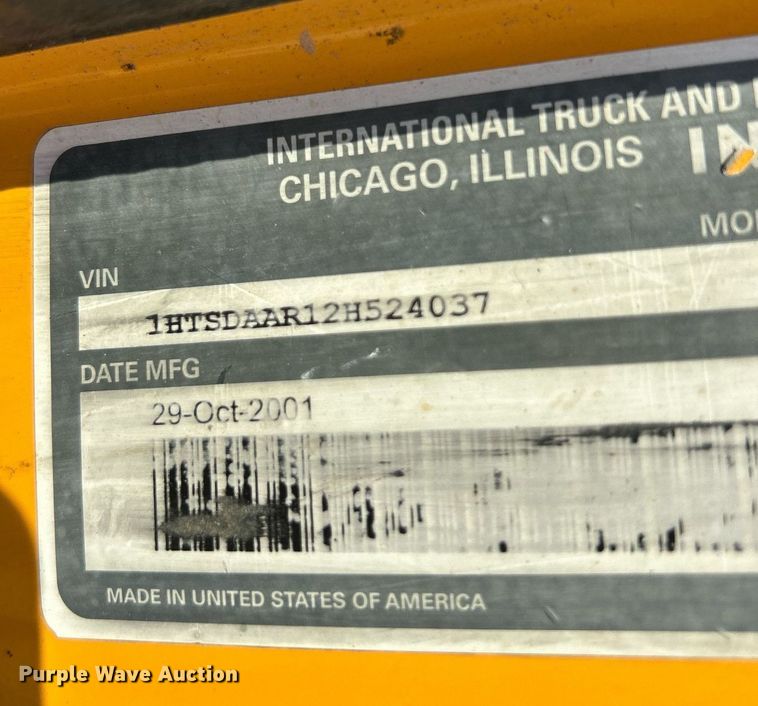 INTERNATIONAL TRUCK AND
CHICAGO, ILLINOIS
VIN
1HTSDAAR12H524037
DATE MFG
29-Oct-2001
MADE IN UNITED STATES OF AMERICA
Purple Wave Auction